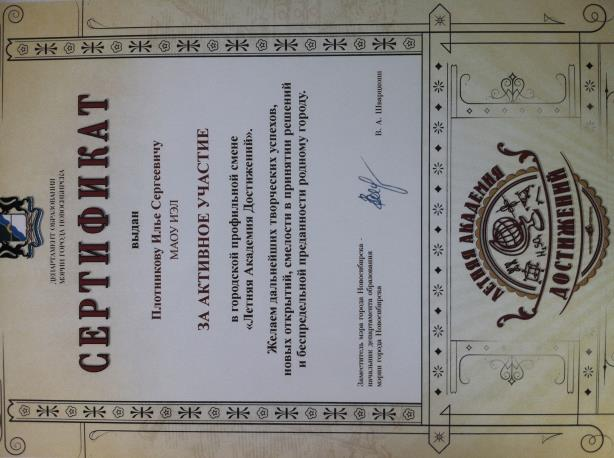 ДЕПАРТАМЕНТ ОБРАЗОВАНИЯ
МЭРИИ ГОРОДА НОВОСИБИРСКА
СЕРТИФИКАТ
выдан
Плотникову Илье Сергеевичу
МАОУ ИЭЛ
ЗА АКТИВНОЕ УЧАСТИЕ
в городской профильной смене
«Летняя Академия Достижений».
Желаем дальнейших творческих успехов,
новых открытий, смелости в принятии решений
и беспредельной преданности родному городу.
Заместитель мэра города Новосибирска -
начальник департамента образования
мэрии города Новосибирска
В. А. Шварцкопп
ЛЕТНЯЯ АКАДЕМИЯ
ДОСТИЖЕНИЙ